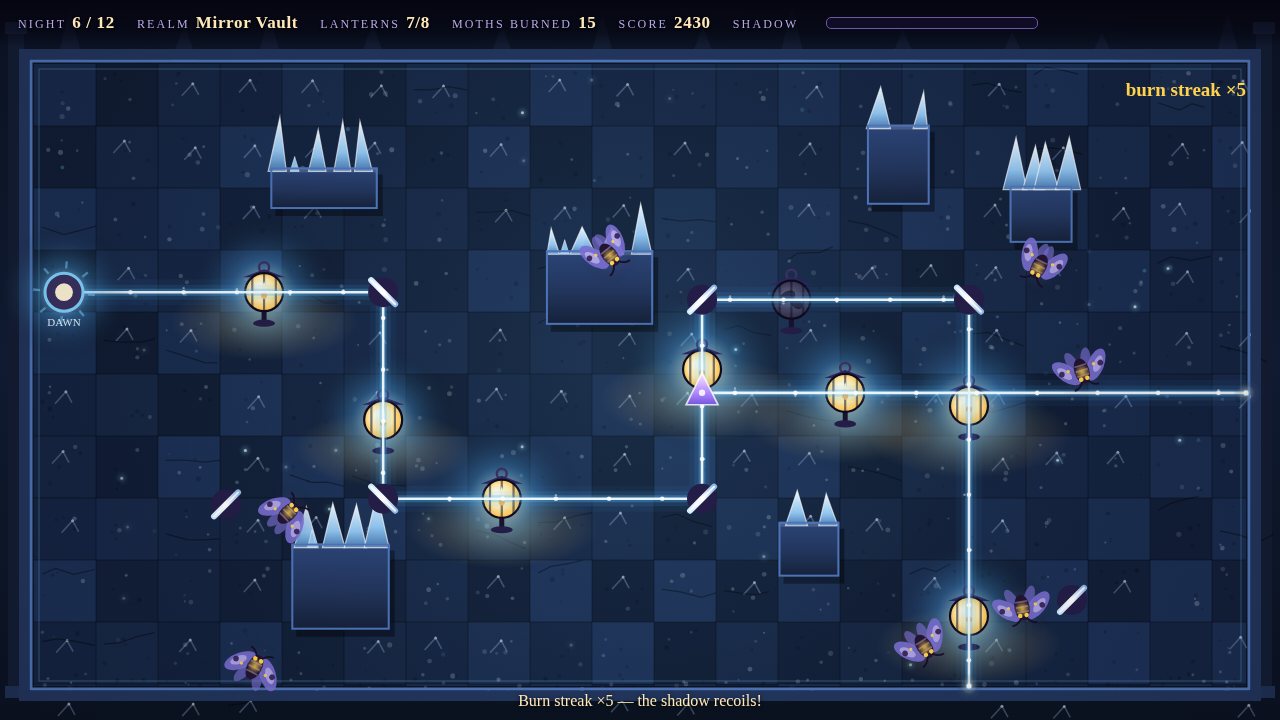 NIGHT 6 / 12 REALM Mirror Vault LANTERNS 7/8 MOTHS BURNED 15 SCORE 2430 SHADOW
burn streak ×5
DAWN
Burn streak ×5 — the shadow recoils!